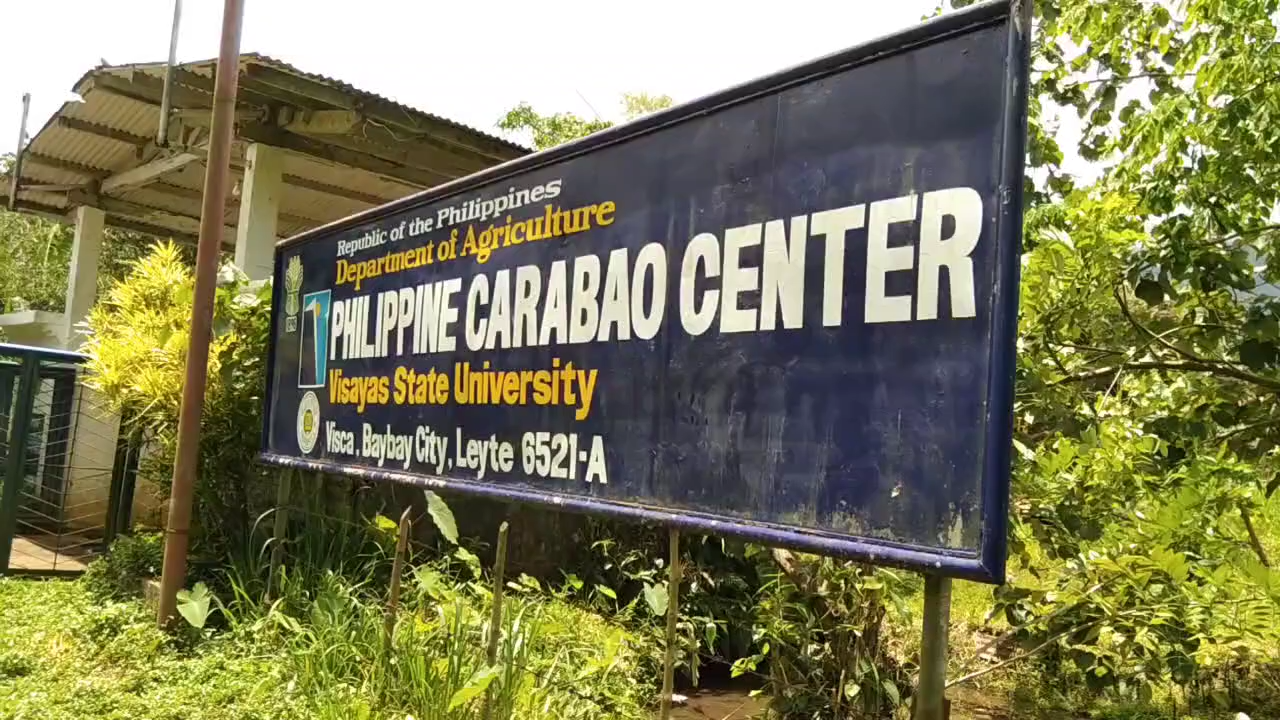 Republic of the Philippines
Department of Agriculture
PHILIPPINE CARABAO CENTER
Visayas State University
Visca, Baybay City, Leyte 6521-A